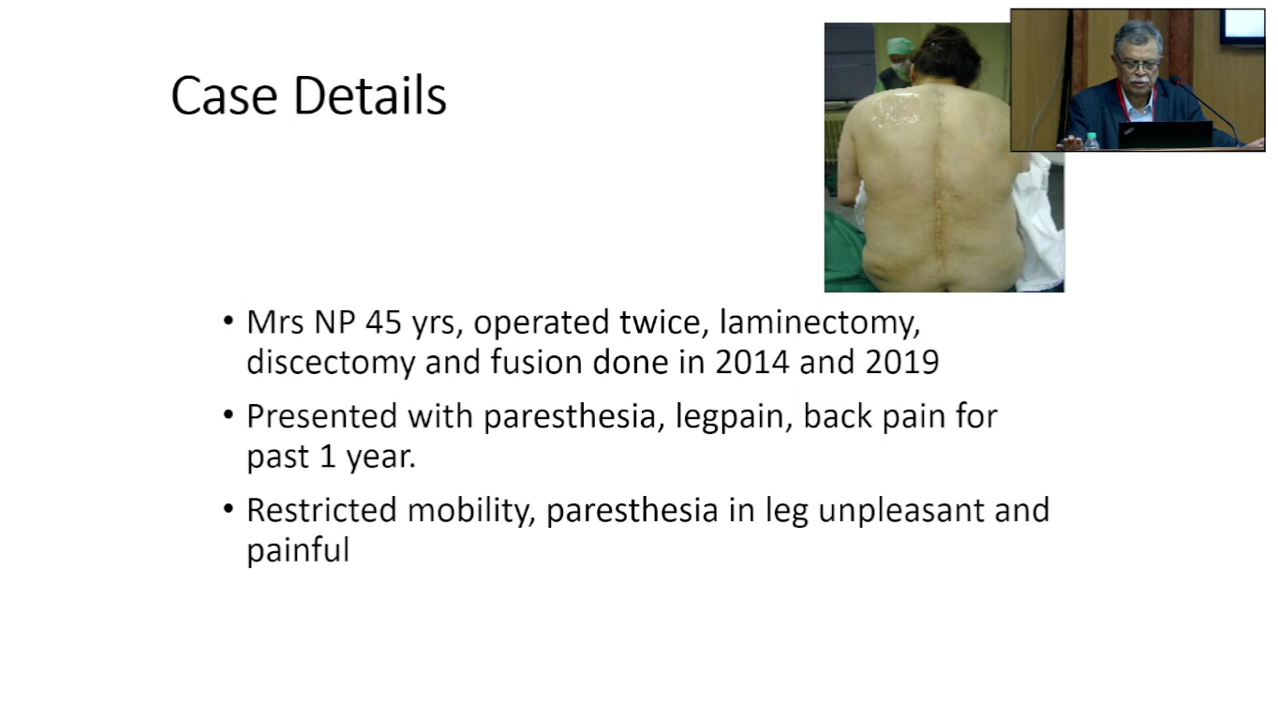 Case Details
• Mrs NP 45 yrs, operated twice, laminectomy,
discectomy and fusion done in 2014 and 2019
• Presented with paresthesia, legpain, back pain for
past 1 year.
• Restricted mobility, paresthesia in leg unpleasant and
painful